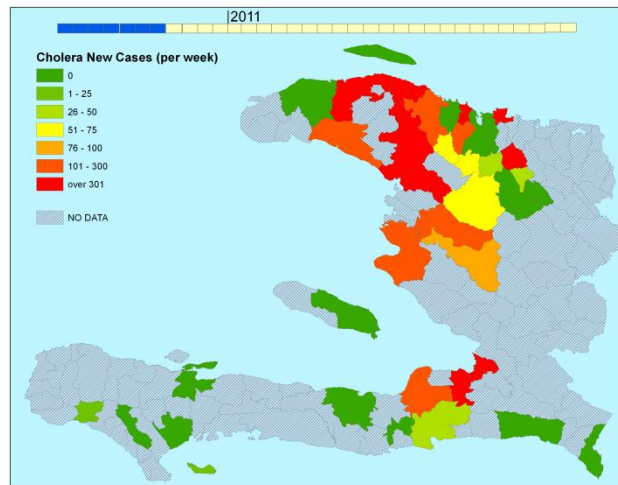 |2011
Cholera New Cases (per week)
0
1 - 25
26 - 50
51 - 75
76 - 100
101 - 300
over 301
NO DATA